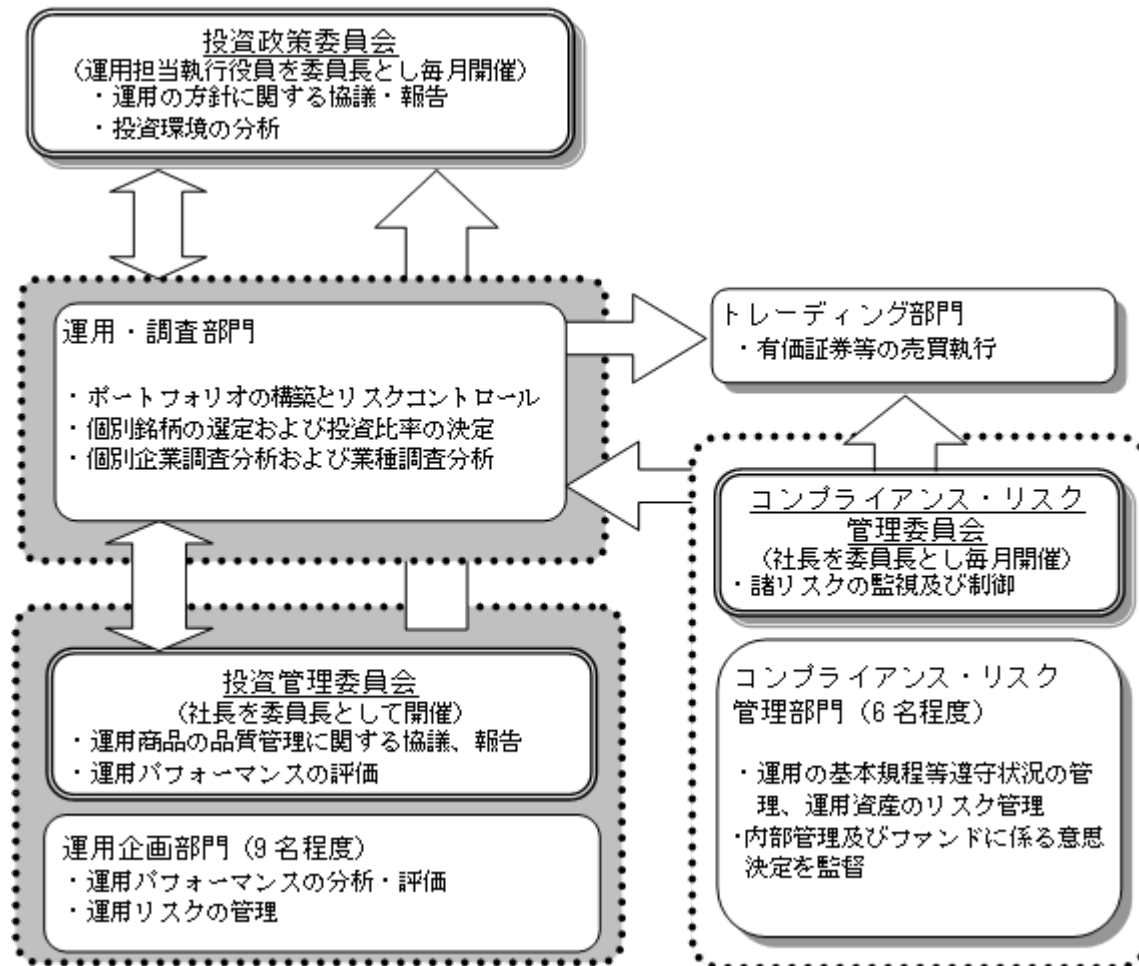 投資政策委員会
（運用担当執行役員を委員長とし毎月開催）
・運用の方針に関する協議・報告
・投資環境の分析
運用・調査部門
・ポートフォリオの構築とリスクコントロール
・個別銘柄の選定および投資比率の決定
・個別企業調査分析および業種調査分析
トレーディング部門
・有価証券等の売買執行
コンプライアンス・リスク
管理委員会
（社長を委員長とし毎月開催）
・諸リスクの監視及び制御
投資管理委員会
（社長を委員長として開催）
・運用商品の品質管理に関する協議、報告
・運用パフォーマンスの評価
運用企画部門（9名程度）
・運用パフォーマンスの分析・評価
・運用リスクの管理
コンプライアンス・リスク
管理部門（6名程度）
・運用の基本規程等遵守状況の管
理、運用資産のリスク管理
・内部管理及びファンドに係る意思
決定を監督